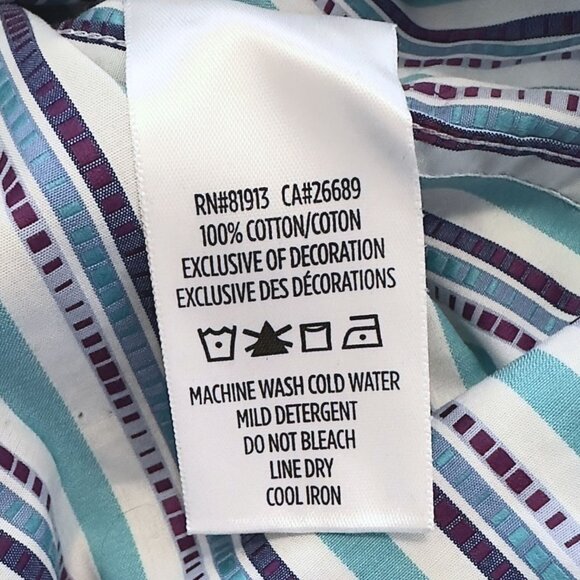 RN#81913 CA#26689
100% COTTON/COTON
EXCLUSIVE OF DECORATION
EXCLUSIVE DES DÉCORATIONS
MACHINE WASH COLD WATER
MILD DETERGENT
DO NOT BLEACH
LINE DRY
COOL IRON